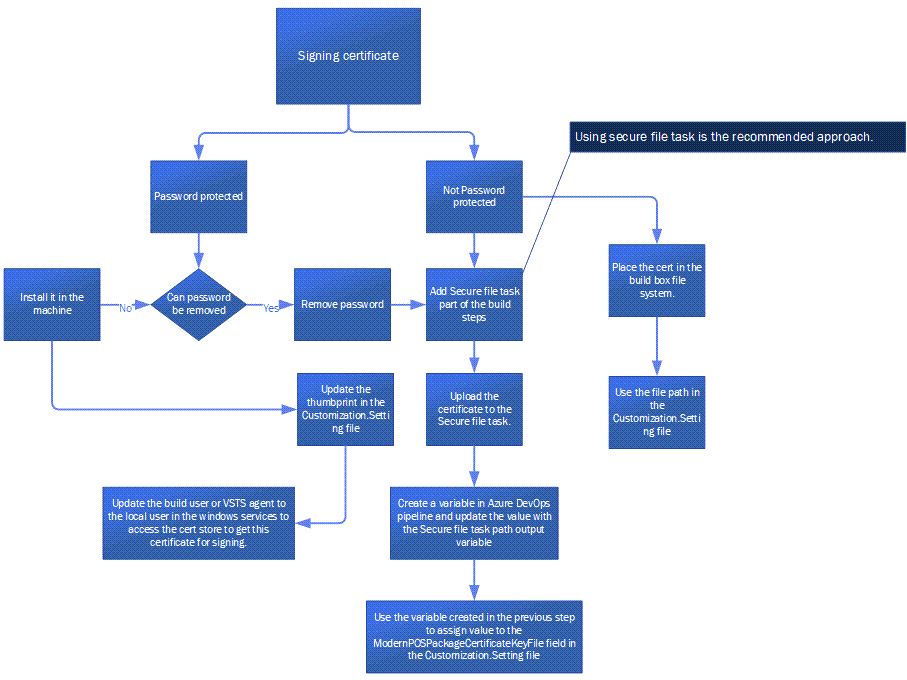 Signing certificate
Using secure file task is the recommended approach.
Password protected
Not Password
protected
Place the cert in the
build box file
system.
Install it in the
machine
No
Can password
be removed
Yes
Remove password
Add Secure file task
part of the build
steps
Update the
thumbprint in the
Customization.Setti
ng file
Upload the
certificate to the
Secure file task.
Use the file path in
the
Customization.Setti
ng file
Update the build user or VSTS agent to
the local user in the windows services to
access the cert store to get this
certificate for signing.
Create a variable in Azure DevOps
pipeline and update the value with
the Secure file task path output
variable
Use the variable created in the previous step
to assign value to the
ModernPOSPackageCertificateKeyFile field in
the Customization.Setting file